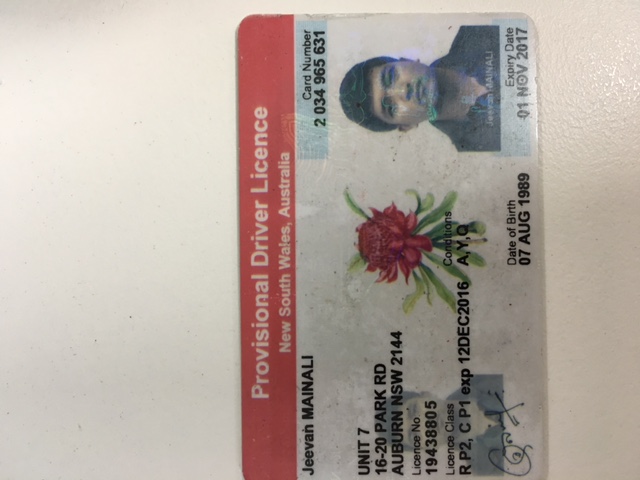 Provisional Driver Licence
New South Wales, Australia
Jeevan MAINALI
Card Number
2 034 965 631
UNIT 7
16-20 PARK RD
AUBURN NSW 2144
Licence No
19438805
Licence Class
R P2, C P1 exp 12DEC2016
Conditions
A,Y,Q
Jeevan MAINALI
Date of Birth
07 AUG 1989
Expiry Date
01 NOV 2017